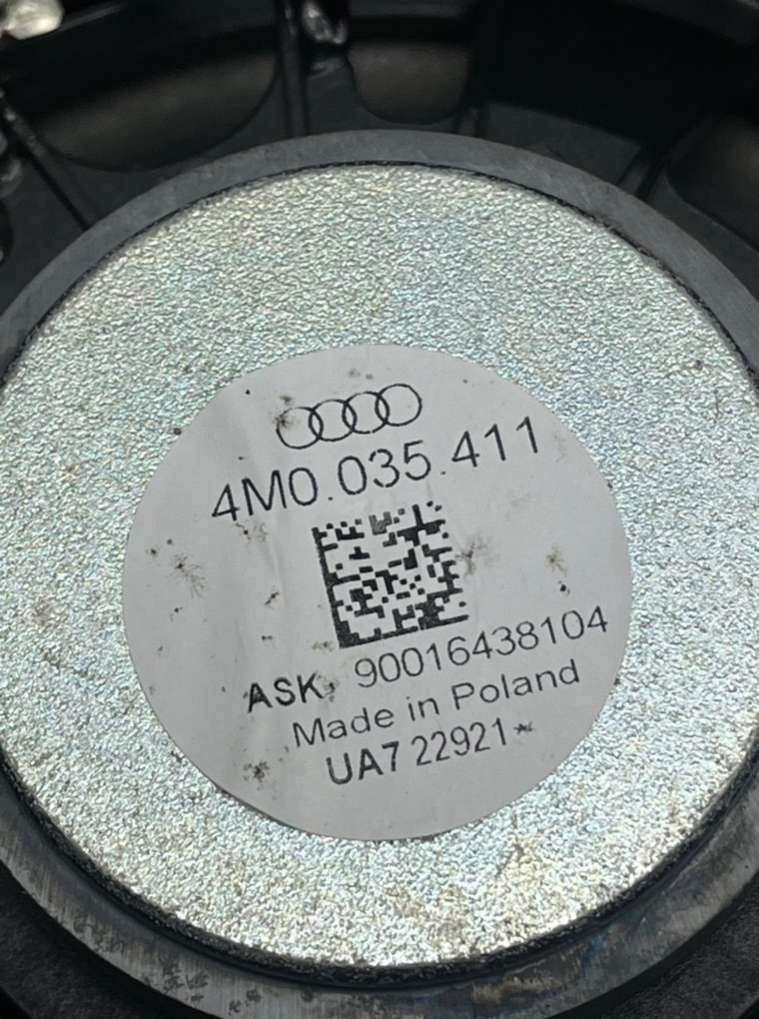 4M0.035.411
ASK, 90016438104
Made in Poland
UA7 22921*